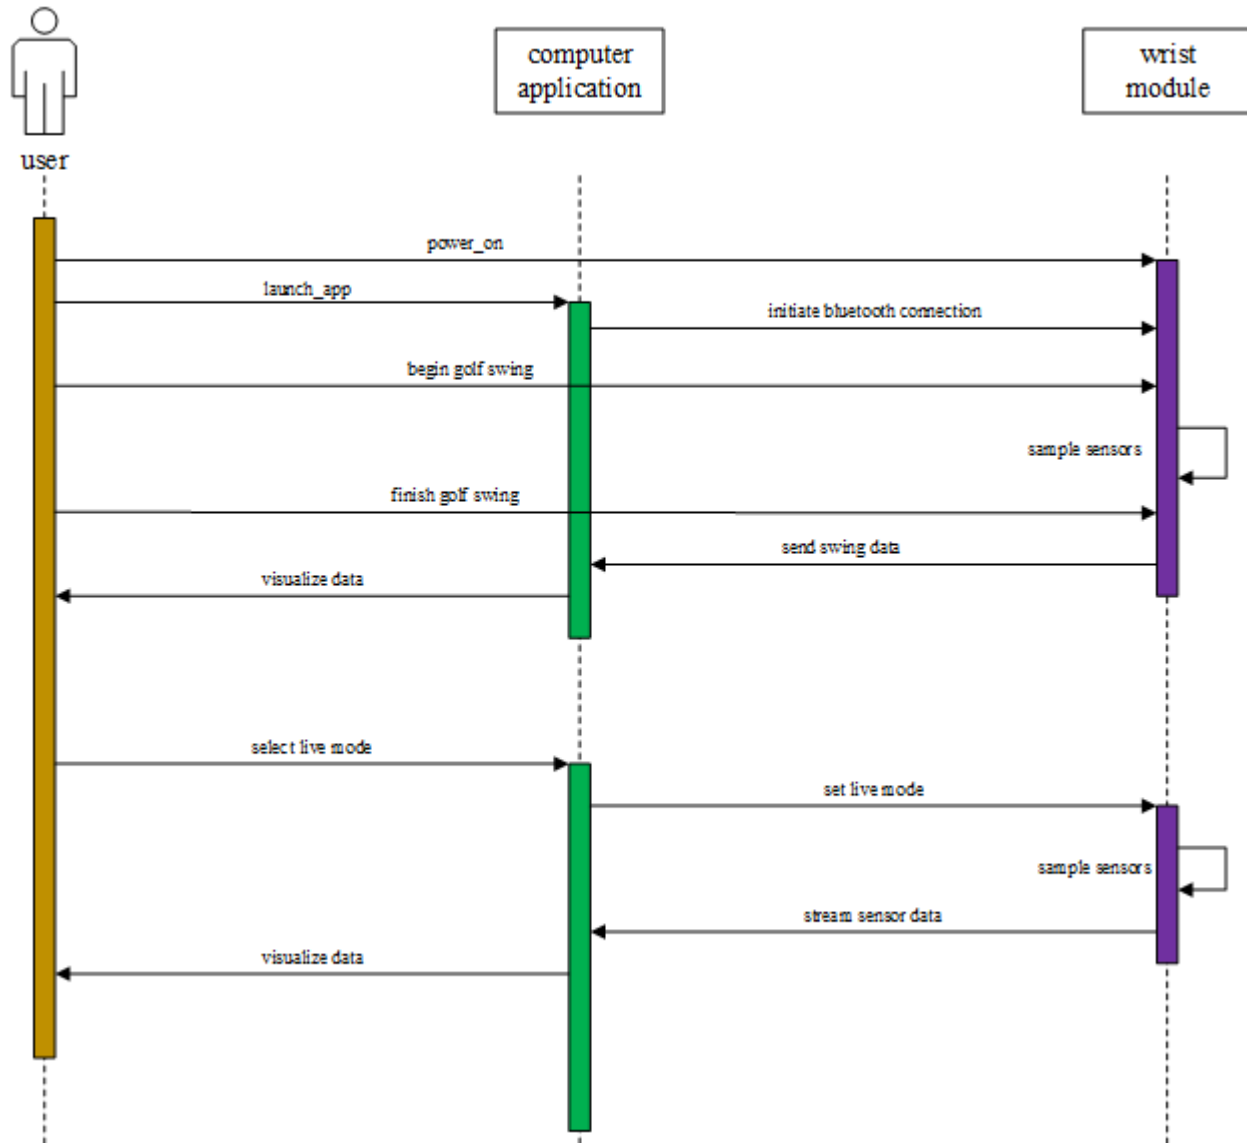 computer
application
wrist
module
user
power_on
launch_app
initiate bluetooth connection
begin golf swing
sample sensors
finish golf swing
send swing data
visualize data
select live mode
set live mode
sample sensors
stream sensor data
visualize data